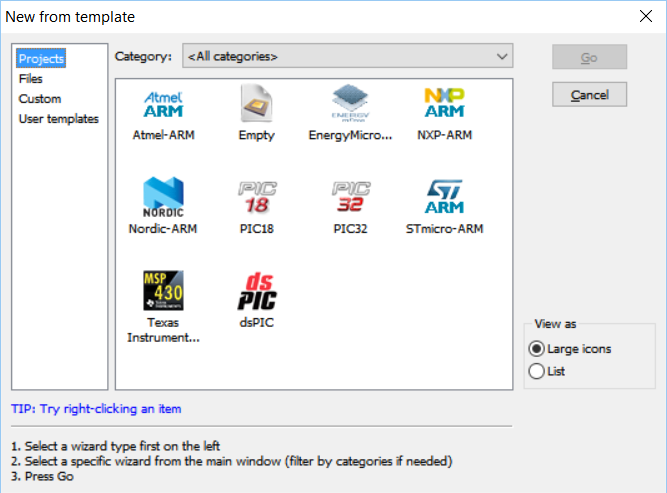 New from template
Projects
Files
Custom
User templates
Category: <All categories>
Go
Cancel
Atmel
ARM
Atmel-ARM
Empty
ENERGY
EnergyMicro...
NXP
ARM
NXP-ARM
NORDIC
Nordic-ARM
PIC
18
PIC18
PIC
32
PIC32
ST
ARM
STmicro-ARM
MSP
430
Texas
Instrument...
ds
PIC
dsPIC
View as
Large icons
List
TIP: Try right-clicking an item
1. Select a wizard type first on the left
2. Select a specific wizard from the main window (filter by categories if needed)
3. Press Go